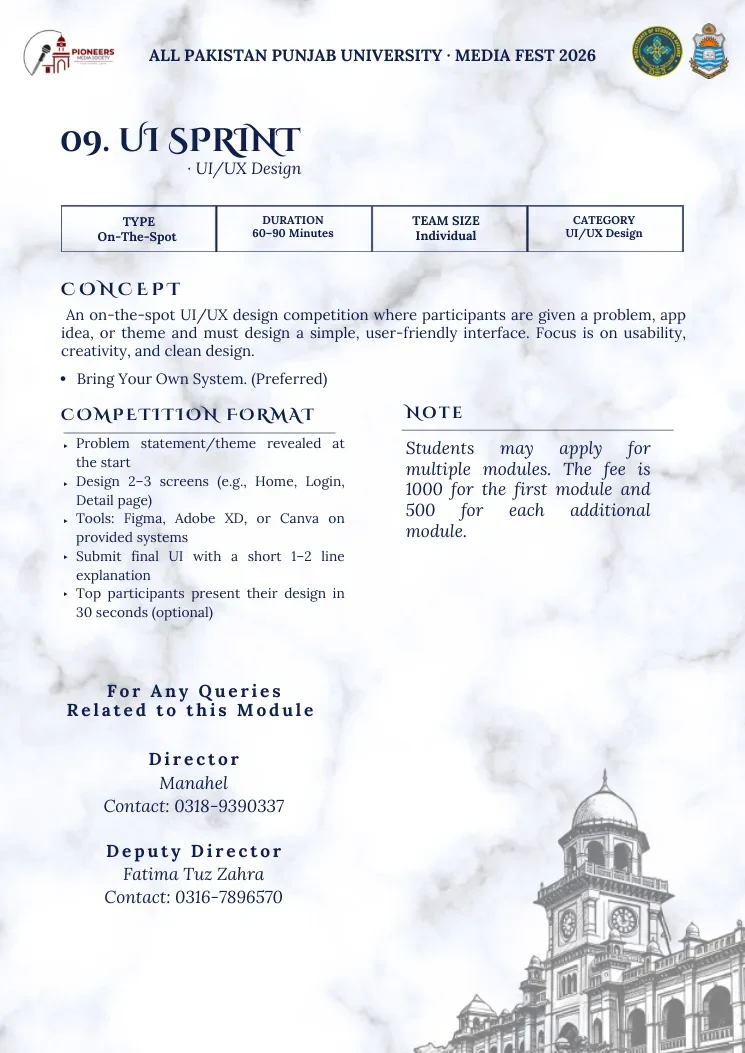 PIONEERS
MEDIA SOCIETY
ALL PAKISTAN PUNJAB UNIVERSITY · MEDIA FEST 2026
09. UI SPRINT
· UI/UX Design
TYPE
On-The-Spot
DURATION
60–90 Minutes
TEAM SIZE
Individual
CATEGORY
UI/UX Design
CONCEPT
An on-the-spot UI/UX design competition where participants are given a problem, app
idea, or theme and must design a simple, user-friendly interface. Focus is on usability,
creativity, and clean design.
• Bring Your Own System. (Preferred)
COMPETITION FORMAT
‣ Problem statement/theme revealed at
the start
‣ Design 2–3 screens (e.g., Home, Login,
Detail page)
‣ Tools: Figma, Adobe XD, or Canva on
provided systems
‣ Submit final UI with a short 1–2 line
explanation
‣ Top participants present their design in
30 seconds (optional)
NOTE
Students may apply for
multiple modules. The fee is
1000 for the first module and
500 for each additional
module.
For Any Queries
Related to this Module
Director
Manahel
Contact: 0318-9390337
Deputy Director
Fatima Tuz Zahra
Contact: 0316-7896570